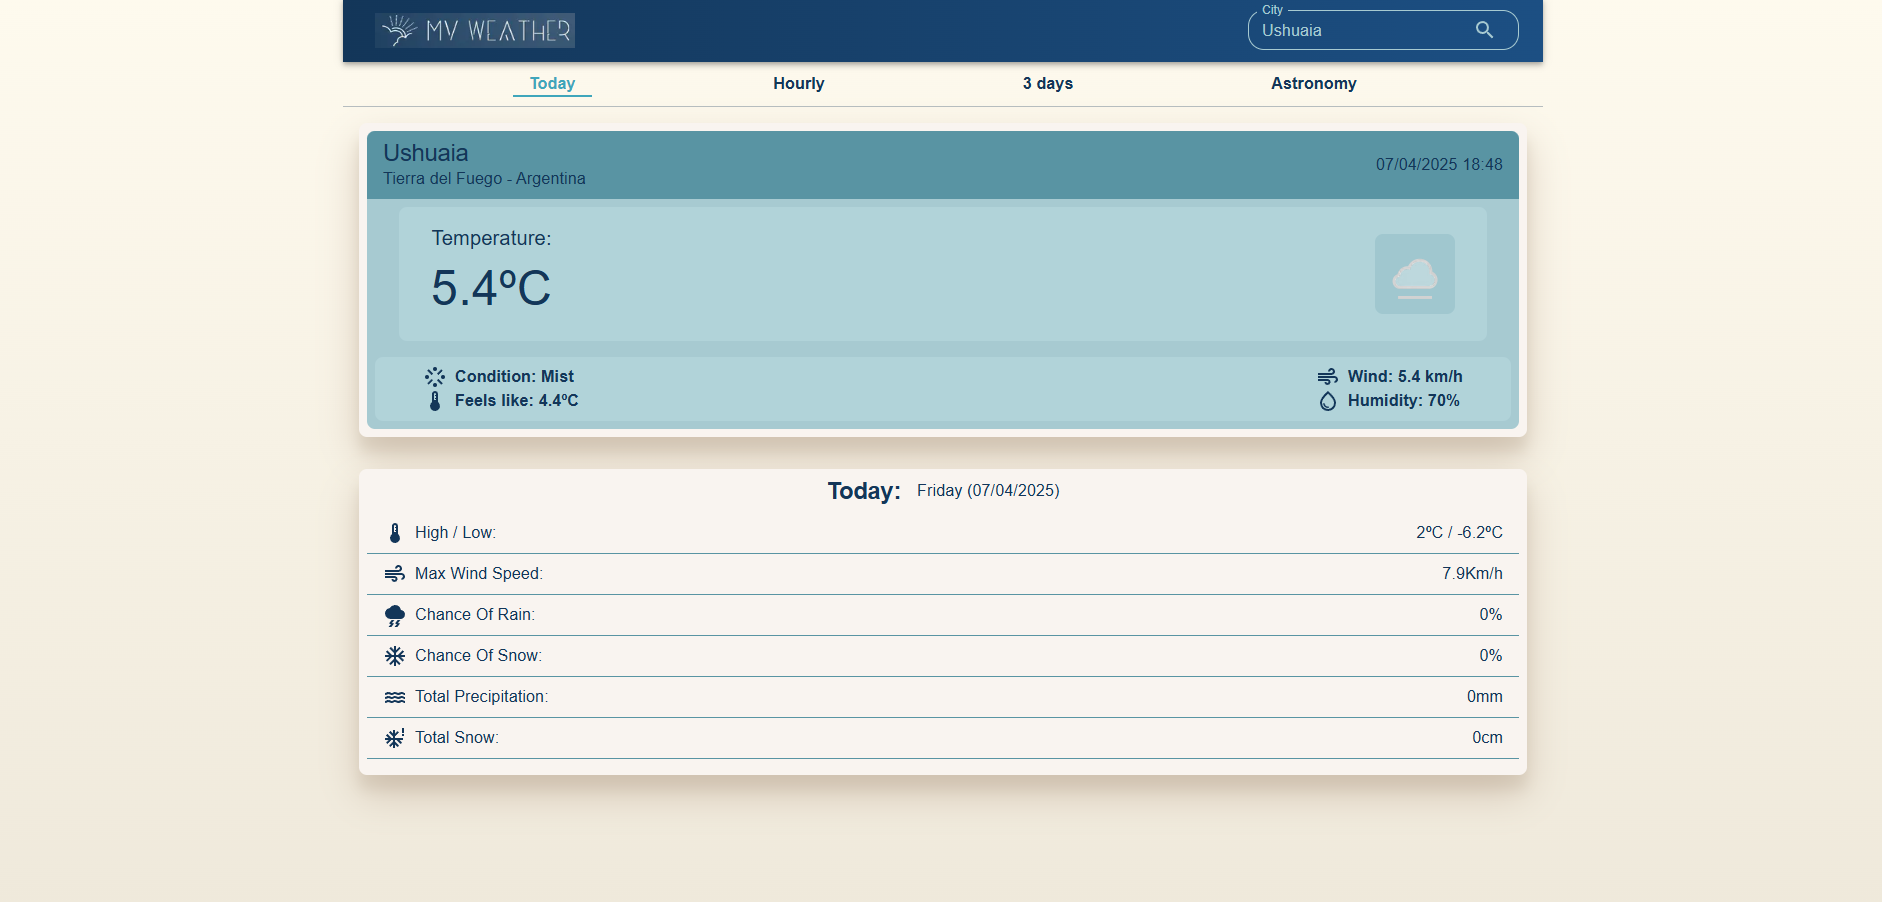 MV WEATHER
City
Ushuaia
Today
Hourly
3 days
Astronomy
Ushuaia
Tierra del Fuego - Argentina
07/04/2025 18:48
Temperature:
5.4ºC
Condition: Mist
Feels like: 4.4ºC
Wind: 5.4 km/h
Humidity: 70%
Today: Friday (07/04/2025)
High / Low: 2ºC / -6.2ºC
Max Wind Speed: 7.9Km/h
Chance Of Rain: 0%
Chance Of Snow: 0%
Total Precipitation: 0mm
Total Snow: 0cm